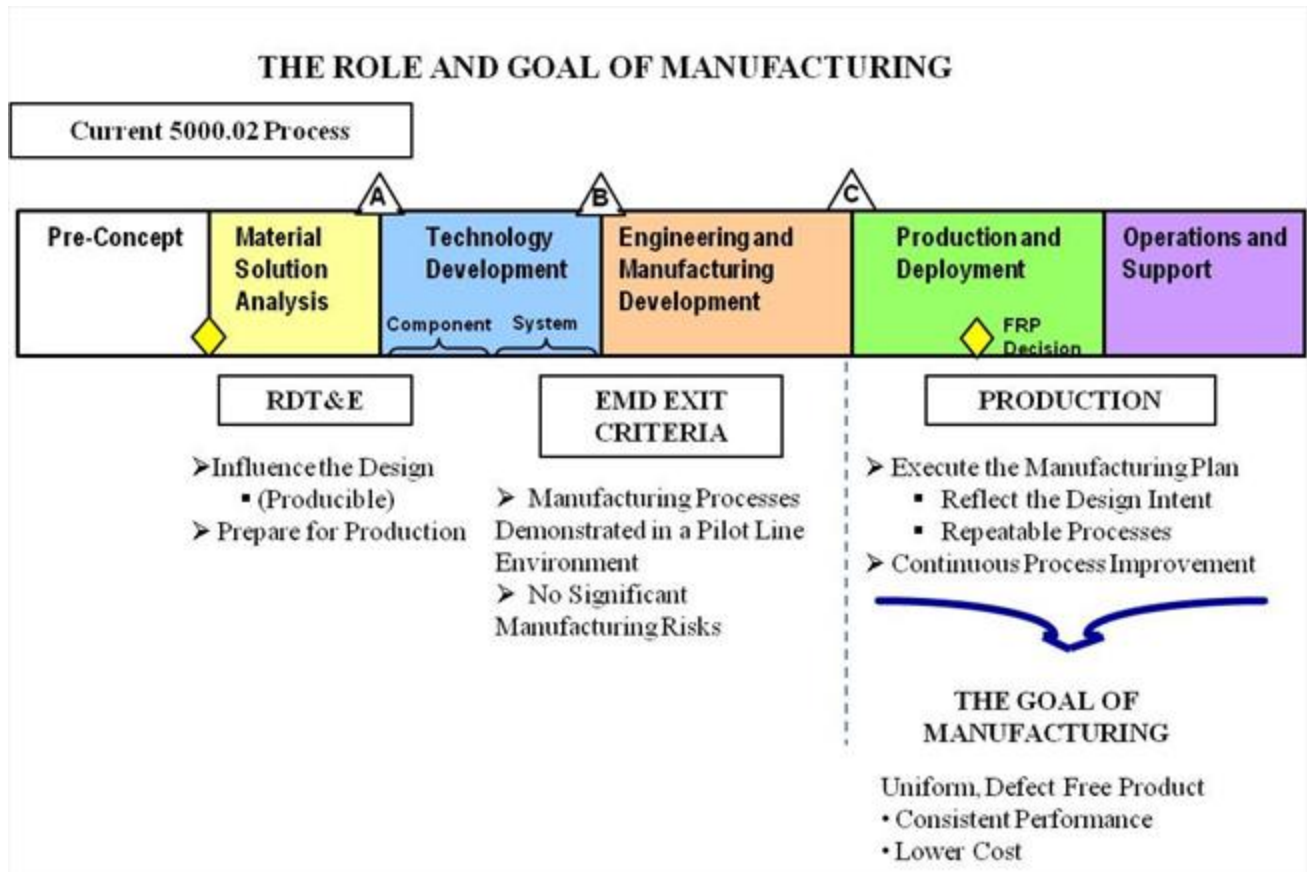 THE ROLE AND GOAL OF MANUFACTURING
Current 5000.02 Process
A
B
C
Pre-Concept
Material
Solution
Analysis
Technology
Development
Component
System
Engineering and
Manufacturing
Development
Production and
Deployment
FRP
Decision
Operations and
Support
RDT&E
➢Influence the Design
▪ (Producible)
➢ Prepare for Production
EMD EXIT
CRITERIA
➢ Manufacturing Processes
Demonstrated in a Pilot Line
Environment
➢ No Significant
Manufacturing Risks
PRODUCTION
➢ Execute the Manufacturing Plan
▪ Reflect the Design Intent
▪ Repeatable Processes
➢ Continuous Process Improvement
THE GOAL OF
MANUFACTURING
Uniform, Defect Free Product
• Consistent Performance
• Lower Cost